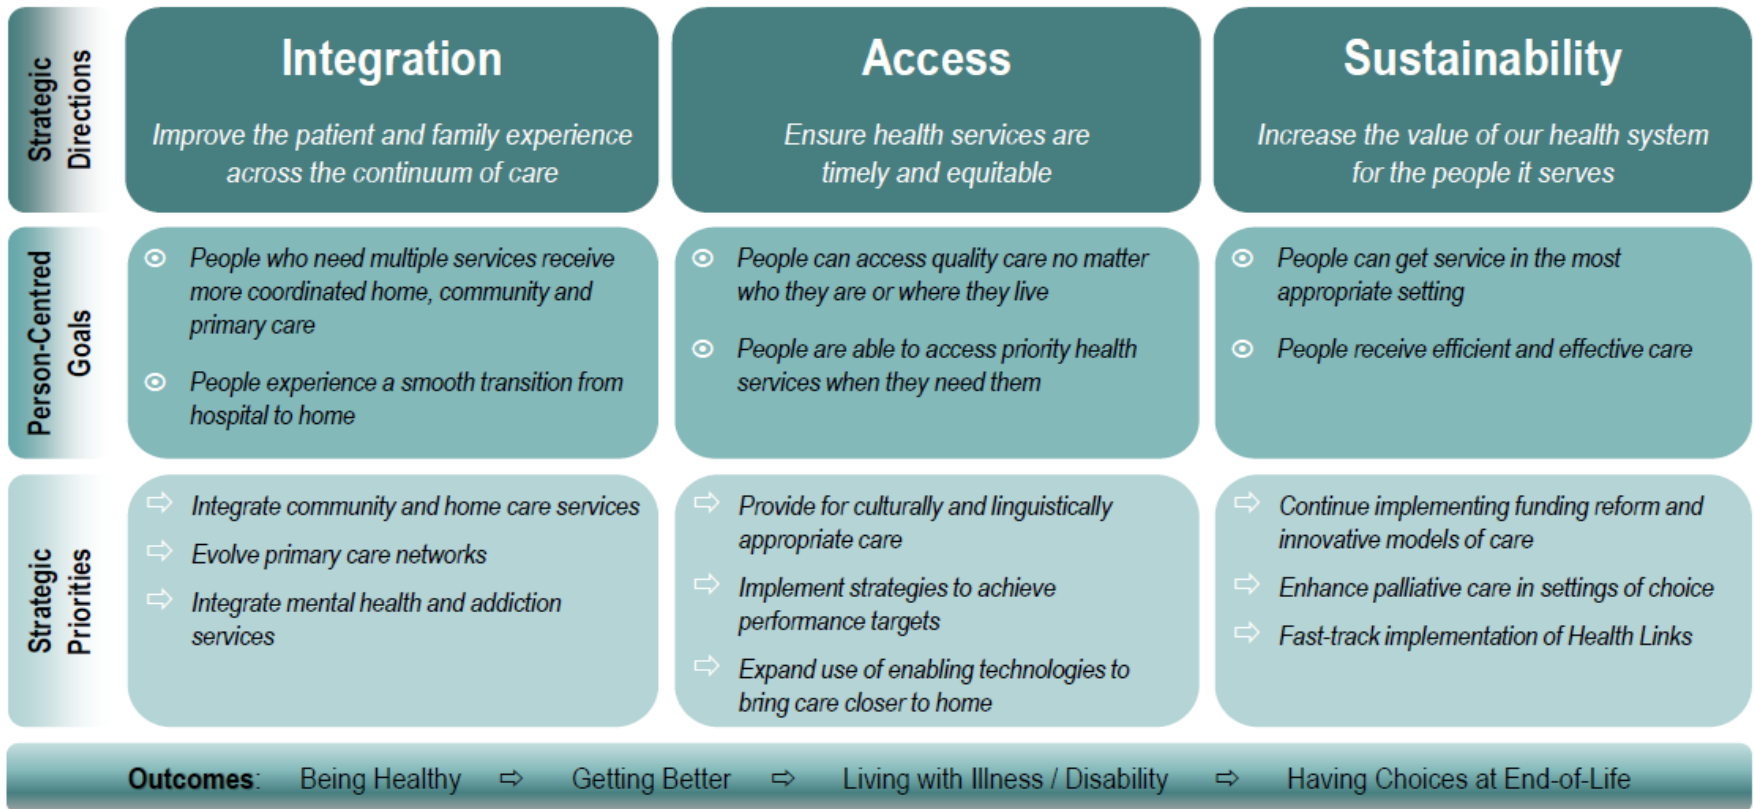 Strategic
Directions
Integration
Improve the patient and family experience
across the continuum of care
Access
Ensure health services are
timely and equitable
Sustainability
Increase the value of our health system
for the people it serves
Person-Centred
Goals
People who need multiple services receive
more coordinated home, community and
primary care
People experience a smooth transition from
hospital to home
People can access quality care no matter
who they are or where they live
People are able to access priority health
services when they need them
People can get service in the most
appropriate setting
People receive efficient and effective care
Strategic
Priorities
Integrate community and home care services
Evolve primary care networks
Integrate mental health and addiction
services
Provide for culturally and linguistically
appropriate care
Implement strategies to achieve
performance targets
Expand use of enabling technologies to
bring care closer to home
Continue implementing funding reform and
innovative models of care
Enhance palliative care in settings of choice
Fast-track implementation of Health Links
Outcomes: Being Healthy ⇨ Getting Better ⇨ Living with Illness / Disability ⇨ Having Choices at End-of-Life